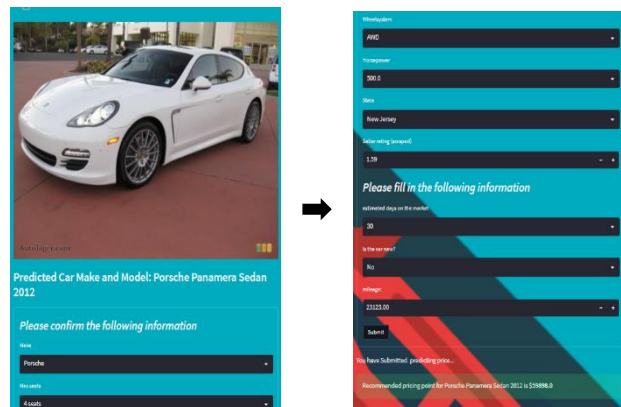 Autologer.com
Predicted Car Make and Model: Porsche Panamera Sedan
2012
Please confirm the following information
Make
Porsche
Max seats
4 seats
Wheelsystem
AWD
Horsepower
500.0
State
New Jersey
Seller rating (scraped)
1.59
- +
Please fill in the following information
estimated days on the market
30
Is the car new?
No
mileage:
23123.00
- +
Submit
You have Submitted. predicting price...
Recommended pricing point for Porsche Panamera Sedan 2012 is $59898.0